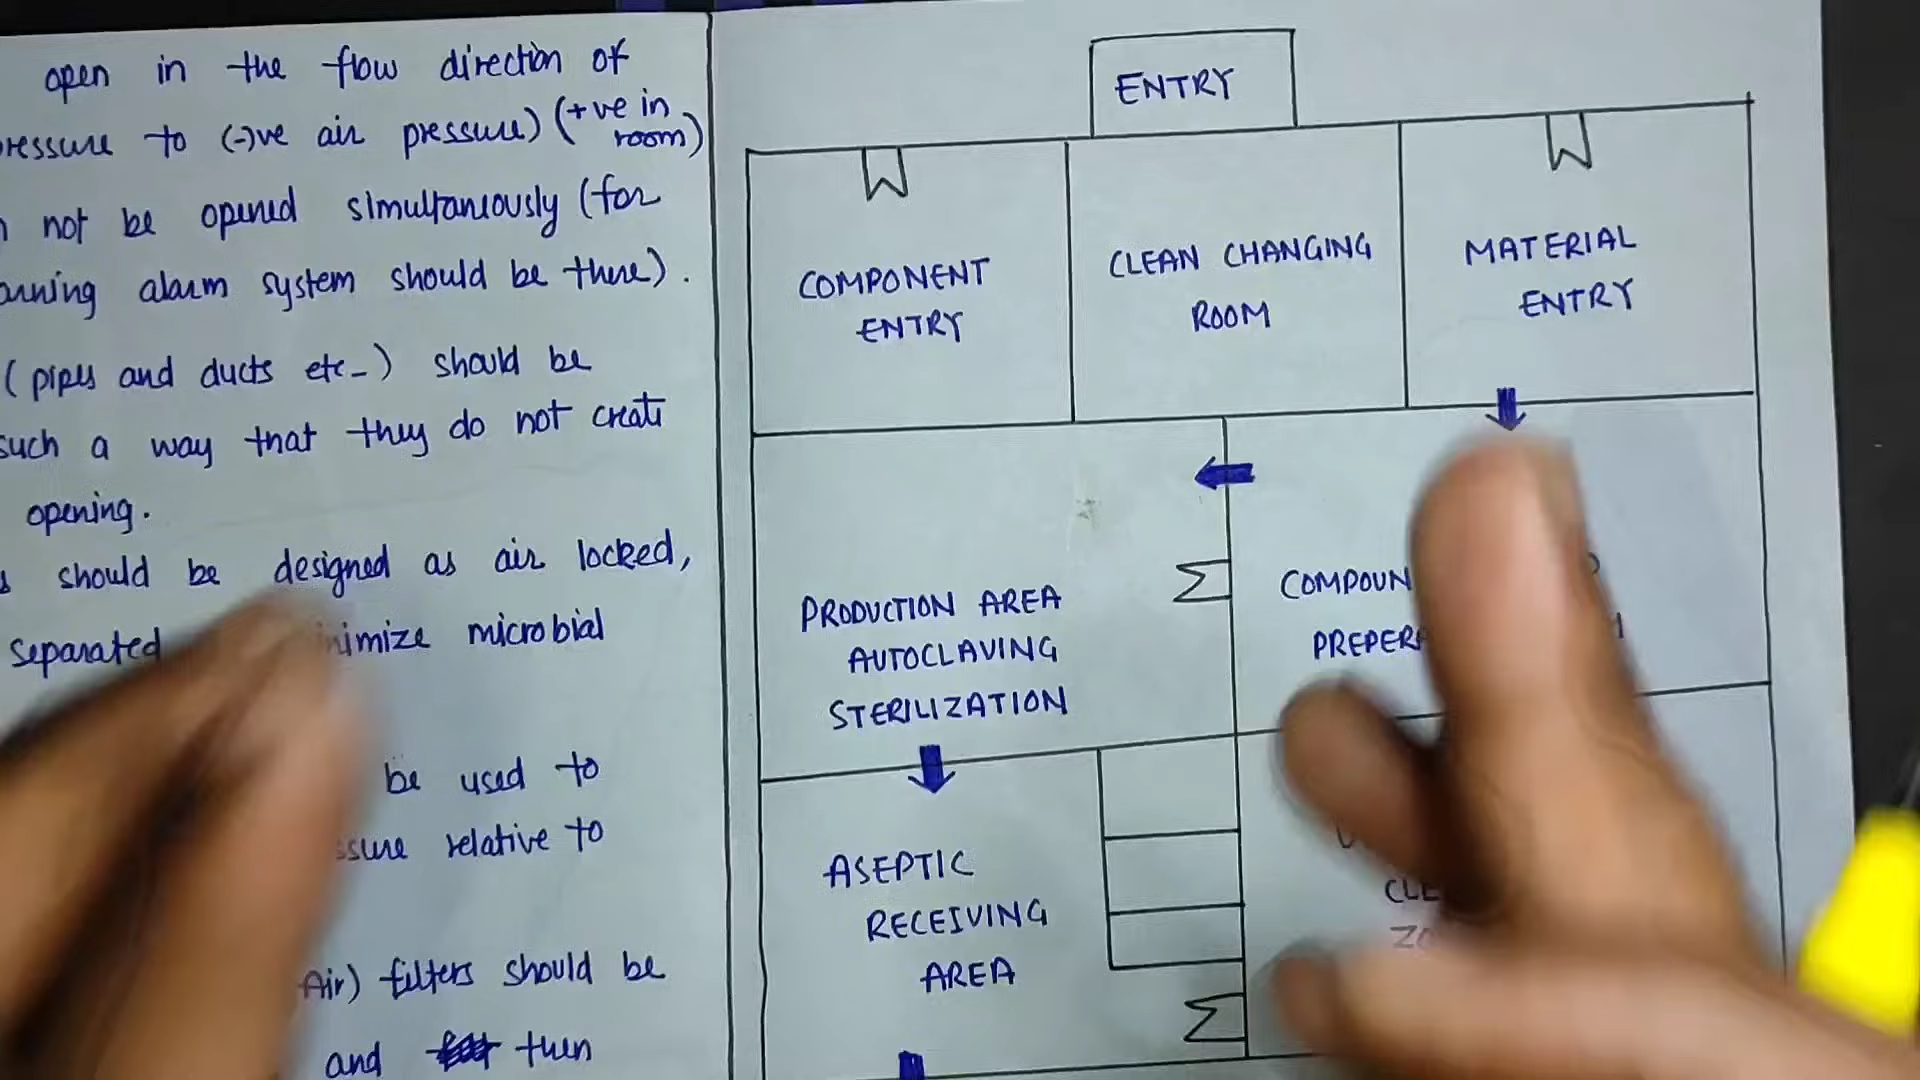 open in the flow direction of
ressure to (-)ve air pressure) (+ve in room)
not be opened simultaneously (for
arning alarm system should be there).
(pipes and ducts etc-) should be
such a way that they do not create
opening.
should be designed as air locked,
separated nimize microbial
be used to
ssure relative to
Air) filters should be
and then
ENTRY
COMPONENT
ENTRY
CLEAN CHANGING
ROOM
MATERIAL
ENTRY
PRODUCTION AREA
AUTOCLAVING
STERILIZATION
COMPOUN
PREPER
ASEPTIC
RECEIVING
AREA
CLE
ZO